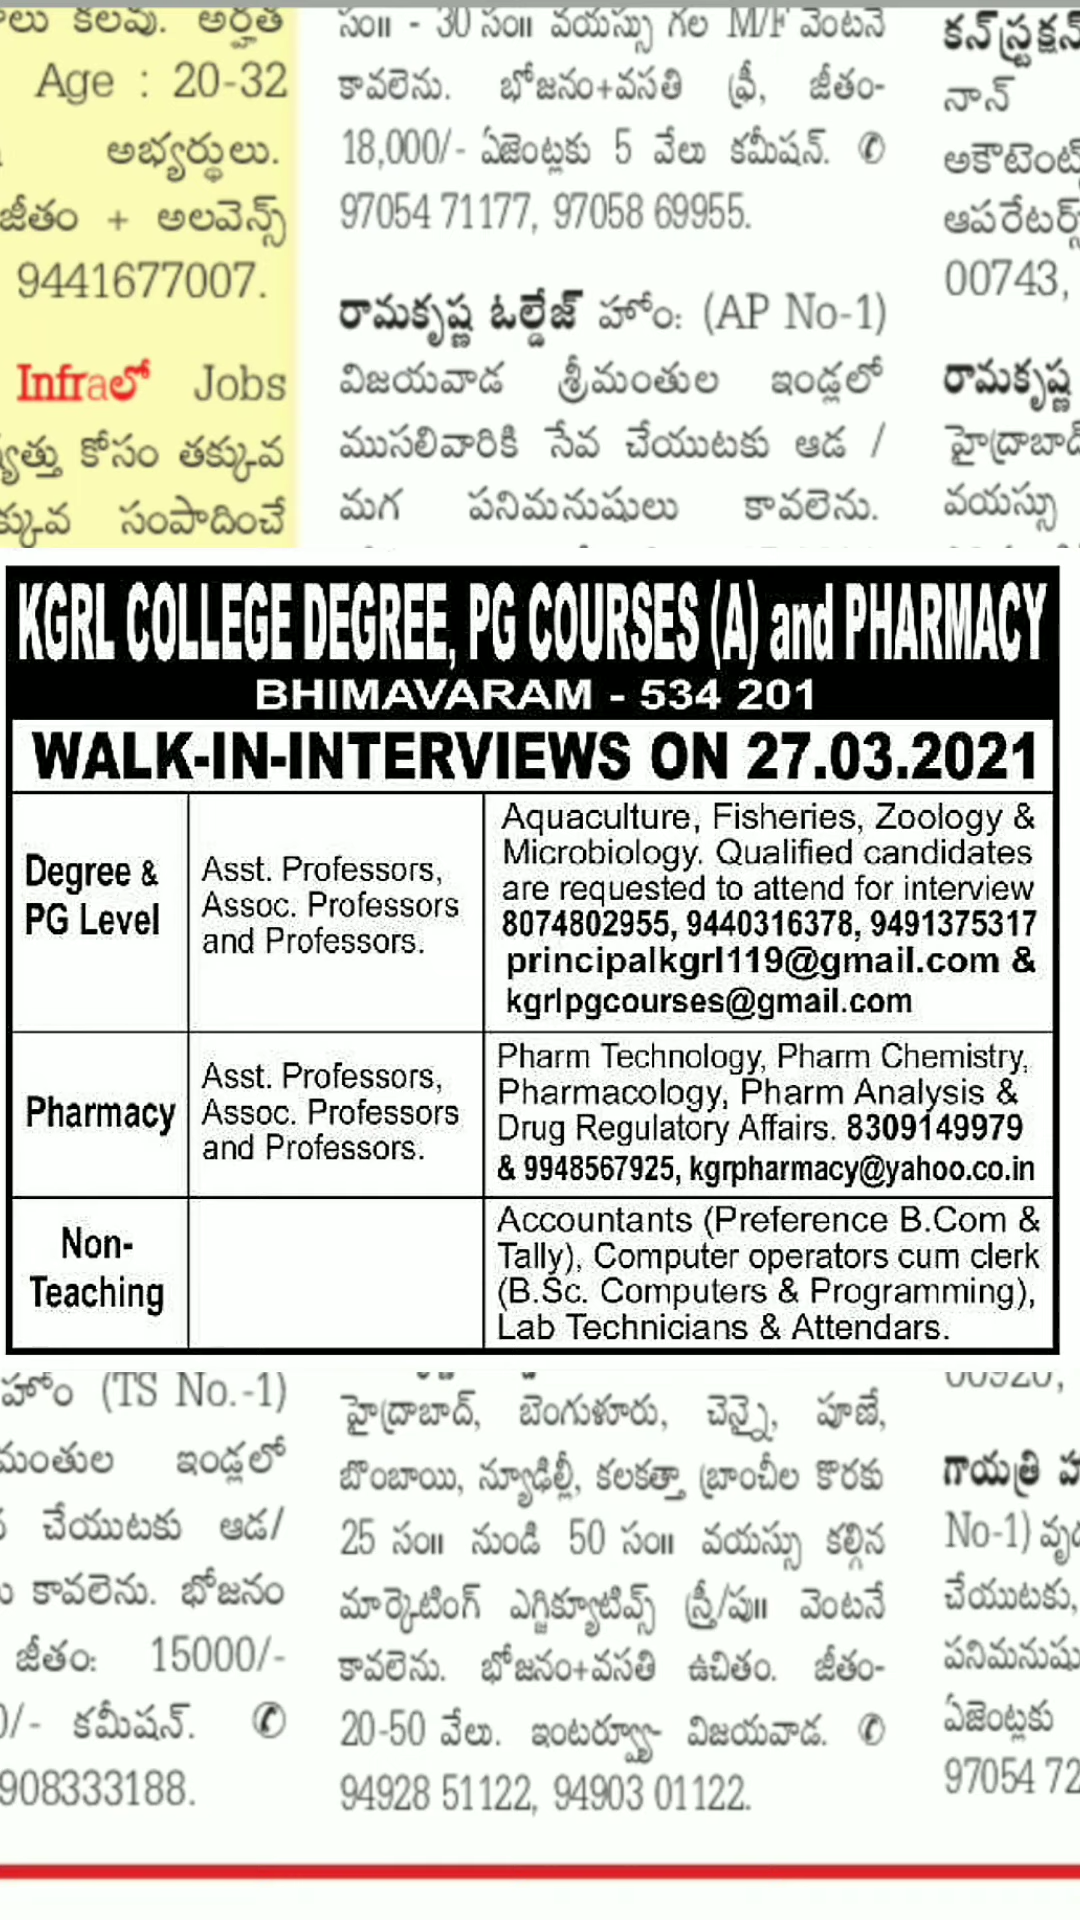 ాలు కలవు. అర్హత
Age : 20-32
అభ్యర్థులు.
జీతం + అలవెన్స్
9441677007.
Infraలో Jobs
కోసం తక్కువ
సంపాదించే
సం॥ - 30 సం॥ వయస్సు గల M/F వెంటనే
కావలెను. భోజనం+వసతి ఫ్రీ, జీతం-
18,000/- ఏజెంట్లకు 5 వేలు కమీషన్. ✆
97054 71177, 97058 69955.
రామకృష్ణ ఓల్డేజ్ హోం: (AP No-1)
విజయవాడ శ్రీమంతుల ఇండ్లలో
ముసలివారికి సేవ చేయుటకు ఆడ /
మగ పనిమనుషులు కావలెను.
కన్‌స్ట్రక్షన్
నాన్
అకౌంటెంట్
ఆపరేటర్స్
00743,
రామకృష్ణ
హైద్రాబాద్
వయస్సు
KGRL COLLEGE DEGREE, PG COURSES (A) and PHARMACY
BHIMAVARAM - 534 201
WALK-IN-INTERVIEWS ON 27.03.2021
Degree &
PG Level
Asst. Professors,
Assoc. Professors
and Professors.
Aquaculture, Fisheries, Zoology &
Microbiology. Qualified candidates
are requested to attend for interview
8074802955, 9440316378, 9491375317
principalkgrl119@gmail.com &
kgrlpgcourses@gmail.com
Pharmacy
Asst. Professors,
Assoc. Professors
and Professors.
Pharm Technology, Pharm Chemistry,
Pharmacology, Pharm Analysis &
Drug Regulatory Affairs. 8309149979
& 9948567925, kgrpharmacy@yahoo.co.in
Non-
Teaching
Accountants (Preference B.Com &
Tally), Computer operators cum clerk
(B.Sc. Computers & Programming),
Lab Technicians & Attendars.
హోం (TS No.-1)
మంతుల ఇండ్లలో
చేయుటకు ఆడ/
కావలెను. భోజనం
జీతం: 15000/-
0/- కమీషన్. ✆
908333188.
హైద్రాబాద్, బెంగుళూరు, చెన్నై, పూణే,
బొంబాయి, న్యూఢిల్లీ, కలకత్తా బ్రాంచీల కొరకు
25 సం॥ నుండి 50 సం॥ వయస్సు కల్గిన
మార్కెటింగ్ ఎగ్జిక్యూటివ్స్ స్త్రీ/పు॥ వెంటనే
కావలెను. భోజనం+వసతి ఉచితం. జీతం-
20-50 వేలు. ఇంటర్వ్యూ- విజయవాడ. ✆
94928 51122, 94903 01122.
00920,
గాయత్రి
No-1)
చేయుటకు,
పనిమనుషు
ఏజెంట్లకు
97054 72